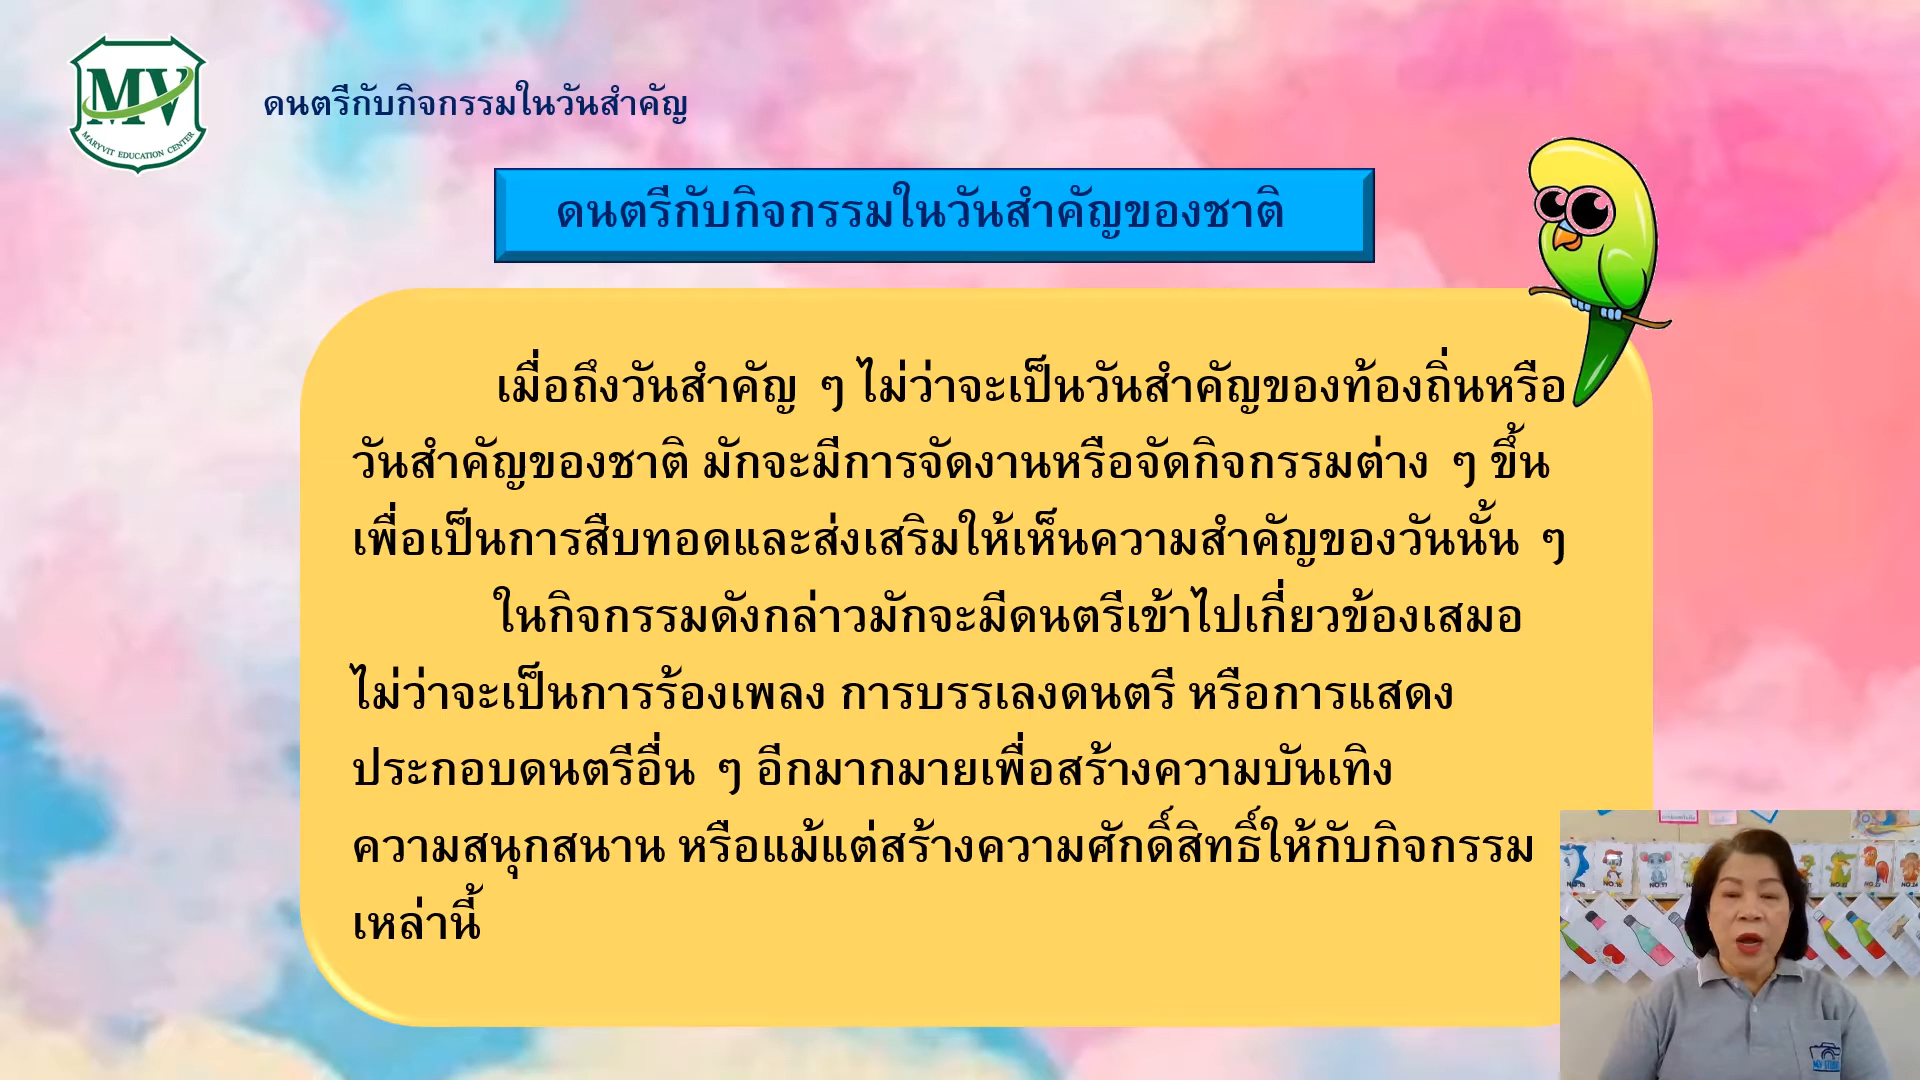 MV
MARYVIT EDUCATION CENTER
ดนตรีกับกิจกรรมในวันสำคัญ
ดนตรีกับกิจกรรมในวันสำคัญของชาติ
เมื่อถึงวันสำคัญ ๆ ไม่ว่าจะเป็นวันสำคัญของท้องถิ่นหรือ
วันสำคัญของชาติ มักจะมีการจัดงานหรือจัดกิจกรรมต่าง ๆ ขึ้น
เพื่อเป็นการสืบทอดและส่งเสริมให้เห็นความสำคัญของวันนั้น ๆ
ในกิจกรรมดังกล่าวมักจะมีดนตรีเข้าไปเกี่ยวข้องเสมอ
ไม่ว่าจะเป็นการร้องเพลง การบรรเลงดนตรี หรือการแสดง
ประกอบดนตรีอื่น ๆ อีกมากมายเพื่อสร้างความบันเทิง
ความสนุกสนาน หรือแม้แต่สร้างความศักดิ์สิทธิ์ให้กับกิจกรรม
เหล่านี้